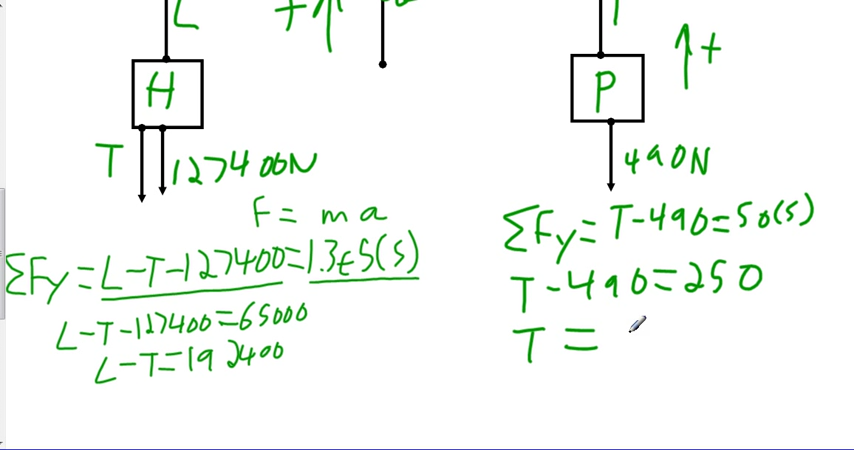 L
+
T
H
P
+
T
127400N
490N
F = ma
ΣFy = L-T-127400=1.3E5(5)
L-T-127400=65000
L-T=192400
ΣFy=T-490=50(5)
T-490=250
T =